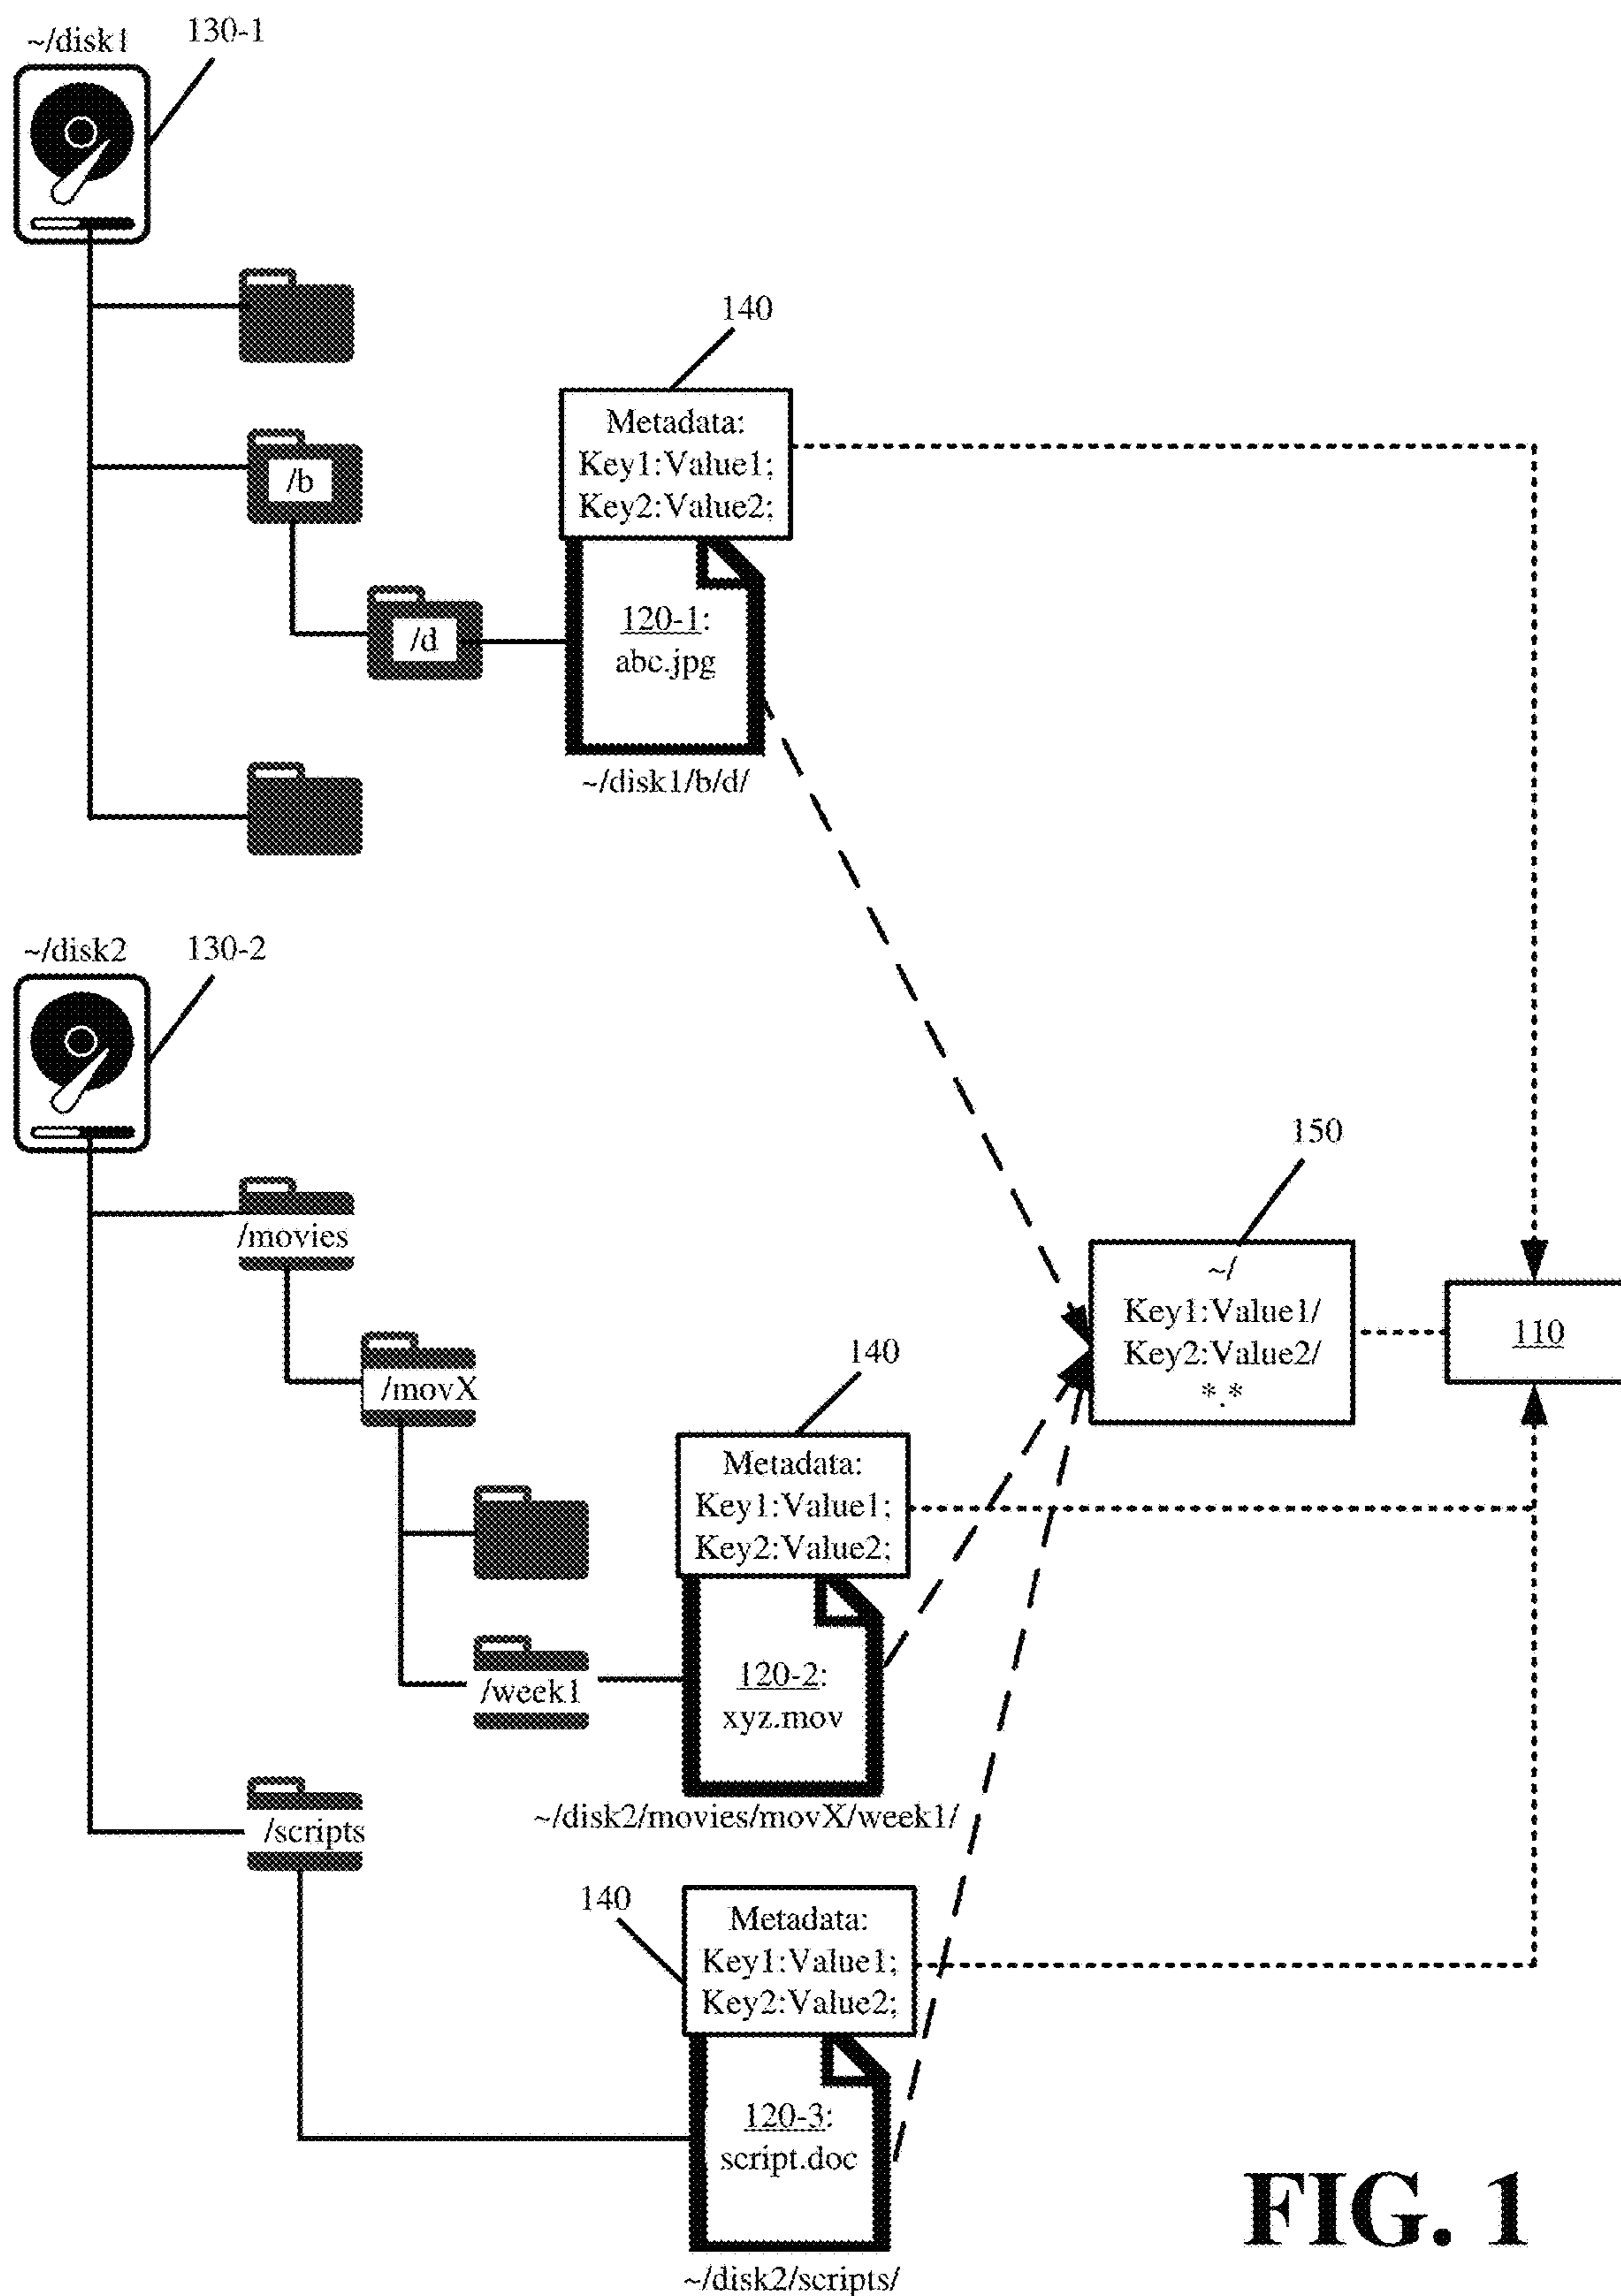 ~/disk1
130-1
140
Metadata:
Key1:Value1;
Key2:Value2;
/b
/d
120-1:
abc.jpg
~/disk1/b/d/
~/disk2
130-2
150
~/
Key1:Value1/
Key2:Value2/
*.*
110
/movies
/movX
140
Metadata:
Key1:Value1;
Key2:Value2;
/week1
120-2:
xyz.mov
~/disk2/movies/movX/week1/
/scripts
140
Metadata:
Key1:Value1;
Key2:Value2;
120-3:
script.doc
~/disk2/scripts/
FIG. 1